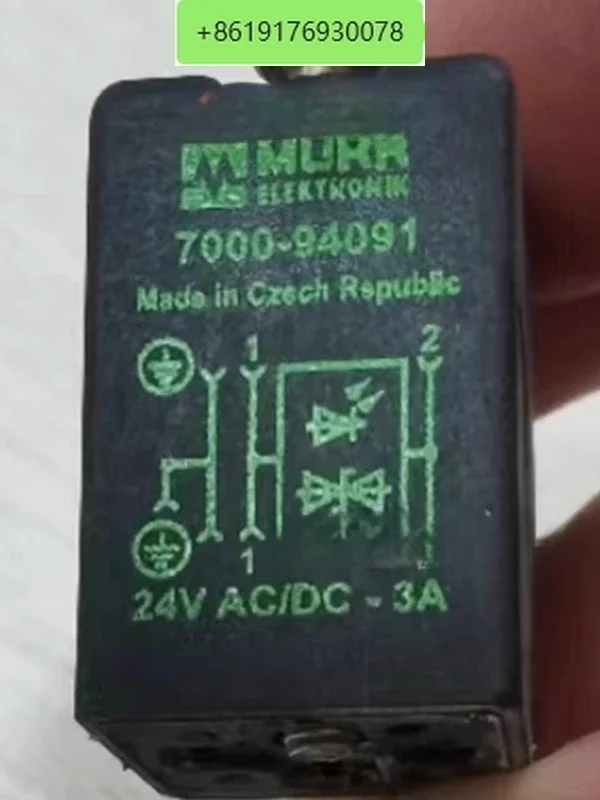 +8619176930078
MURR
ELEKTRONIK
7000-94091
Made in Czech Republic
1 2
1
24V AC/DC - 3A